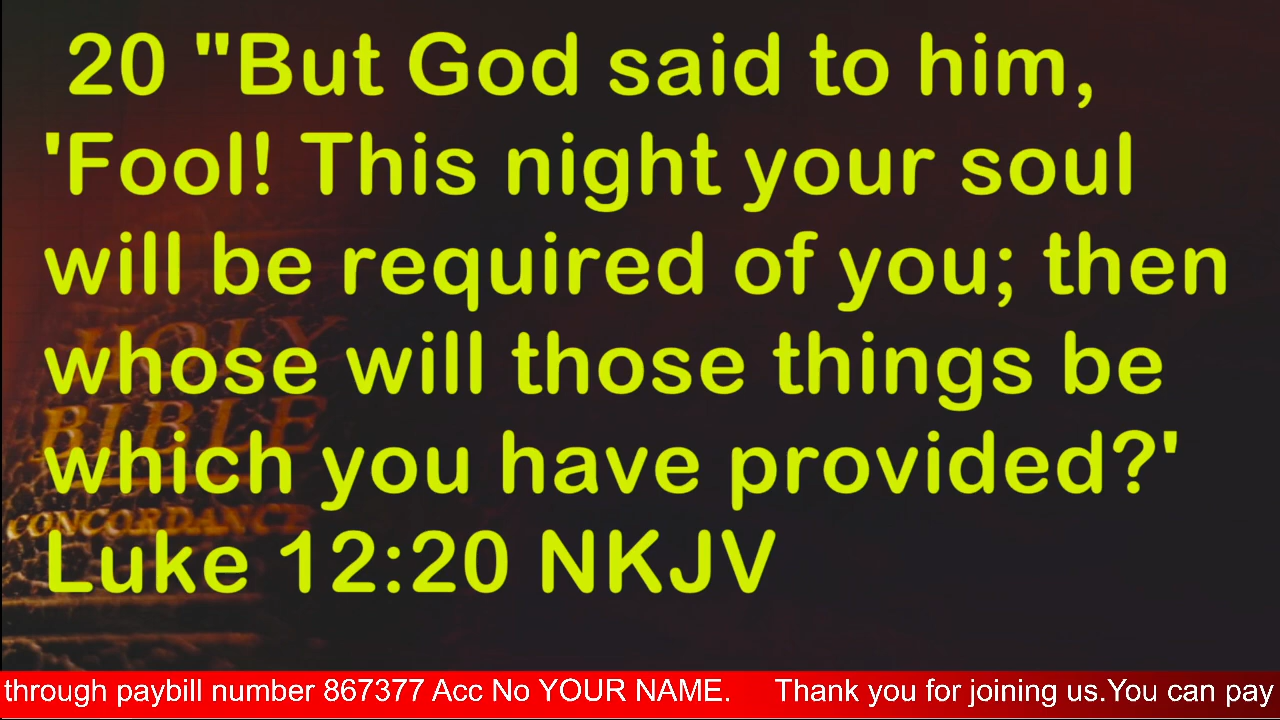 20 "But God said to him,
'Fool! This night your soul
will be required of you; then
whose will those things be
which you have provided?'
Luke 12:20 NKJV
HOLY
BIBLE
CONCORDANCE
through paybill number 867377 Acc No YOUR NAME. Thank you for joining us.You can pay